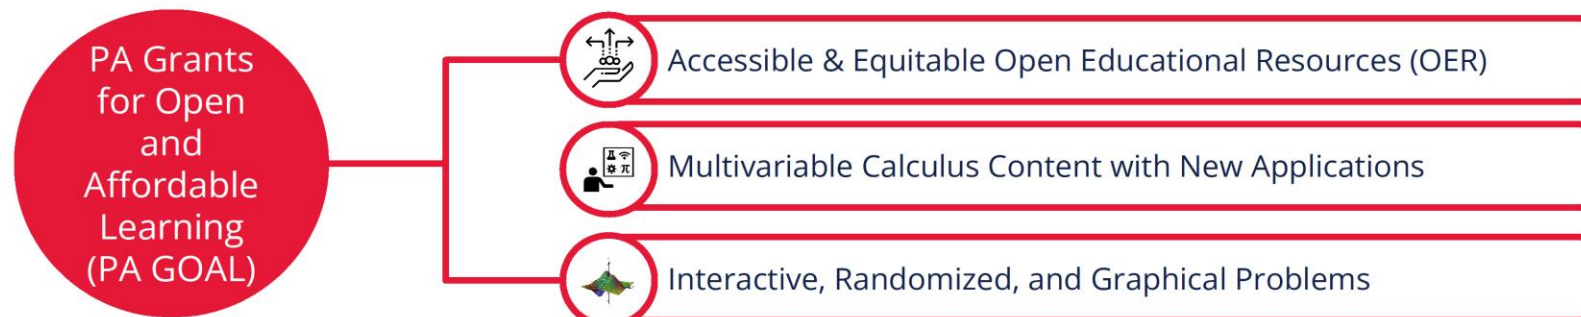 PA Grants
for Open
and
Affordable
Learning
(PA GOAL)
Accessible & Equitable Open Educational Resources (OER)
Multivariable Calculus Content with New Applications
Interactive, Randomized, and Graphical Problems